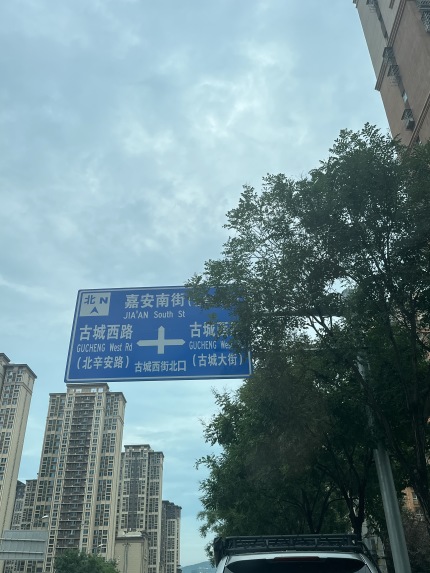 北 N
嘉安南街
JIA'AN South St
古城西路
古城
GUCHENG West Rd
GUCHENG
(北辛安路)
古城西街北口
(古城大街)